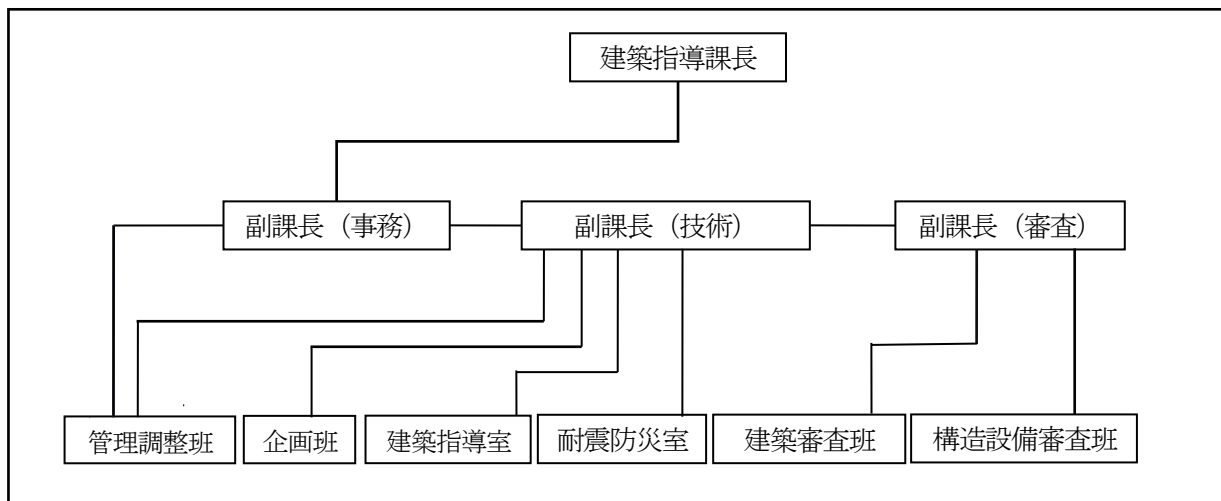 建築指導課長
副課長（事務）
副課長（技術）
副課長（審査）
管理調整班
企画班
建築指導室
耐震防災室
建築審査班
構造設備審査班